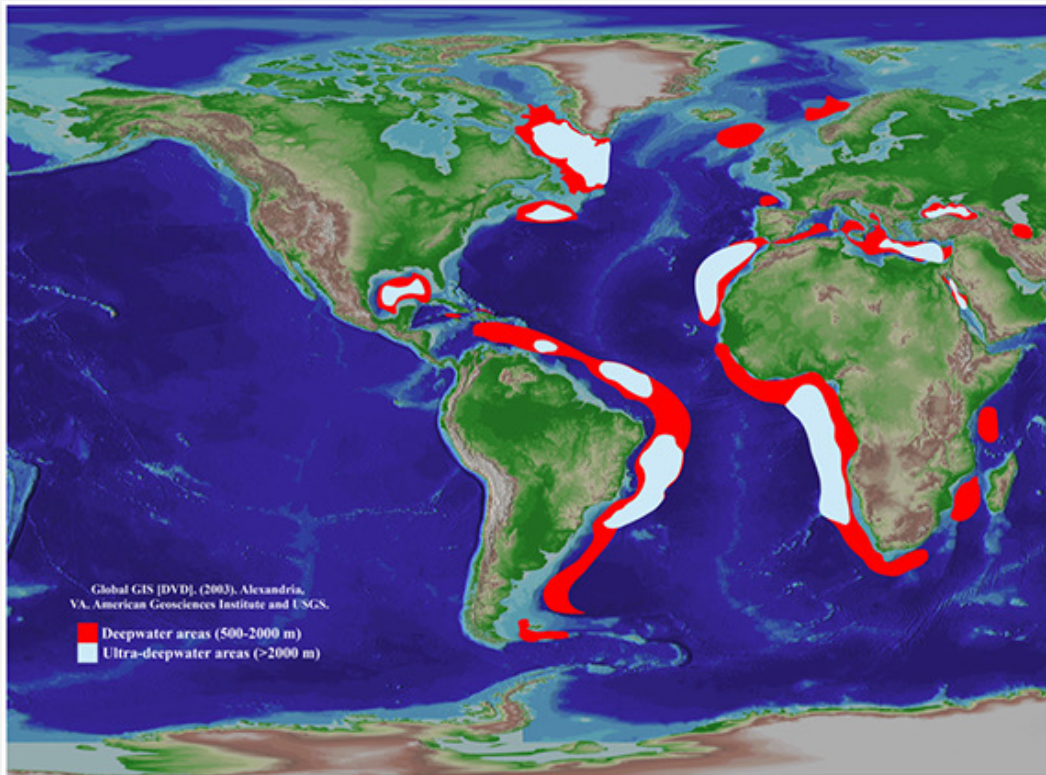 Global GIS [DVD]. (2003). Alexandria,
VA. American Geosciences Institute and USGS.
Deepwater areas (500-2000 m)
Ultra-deepwater areas (>2000 m)